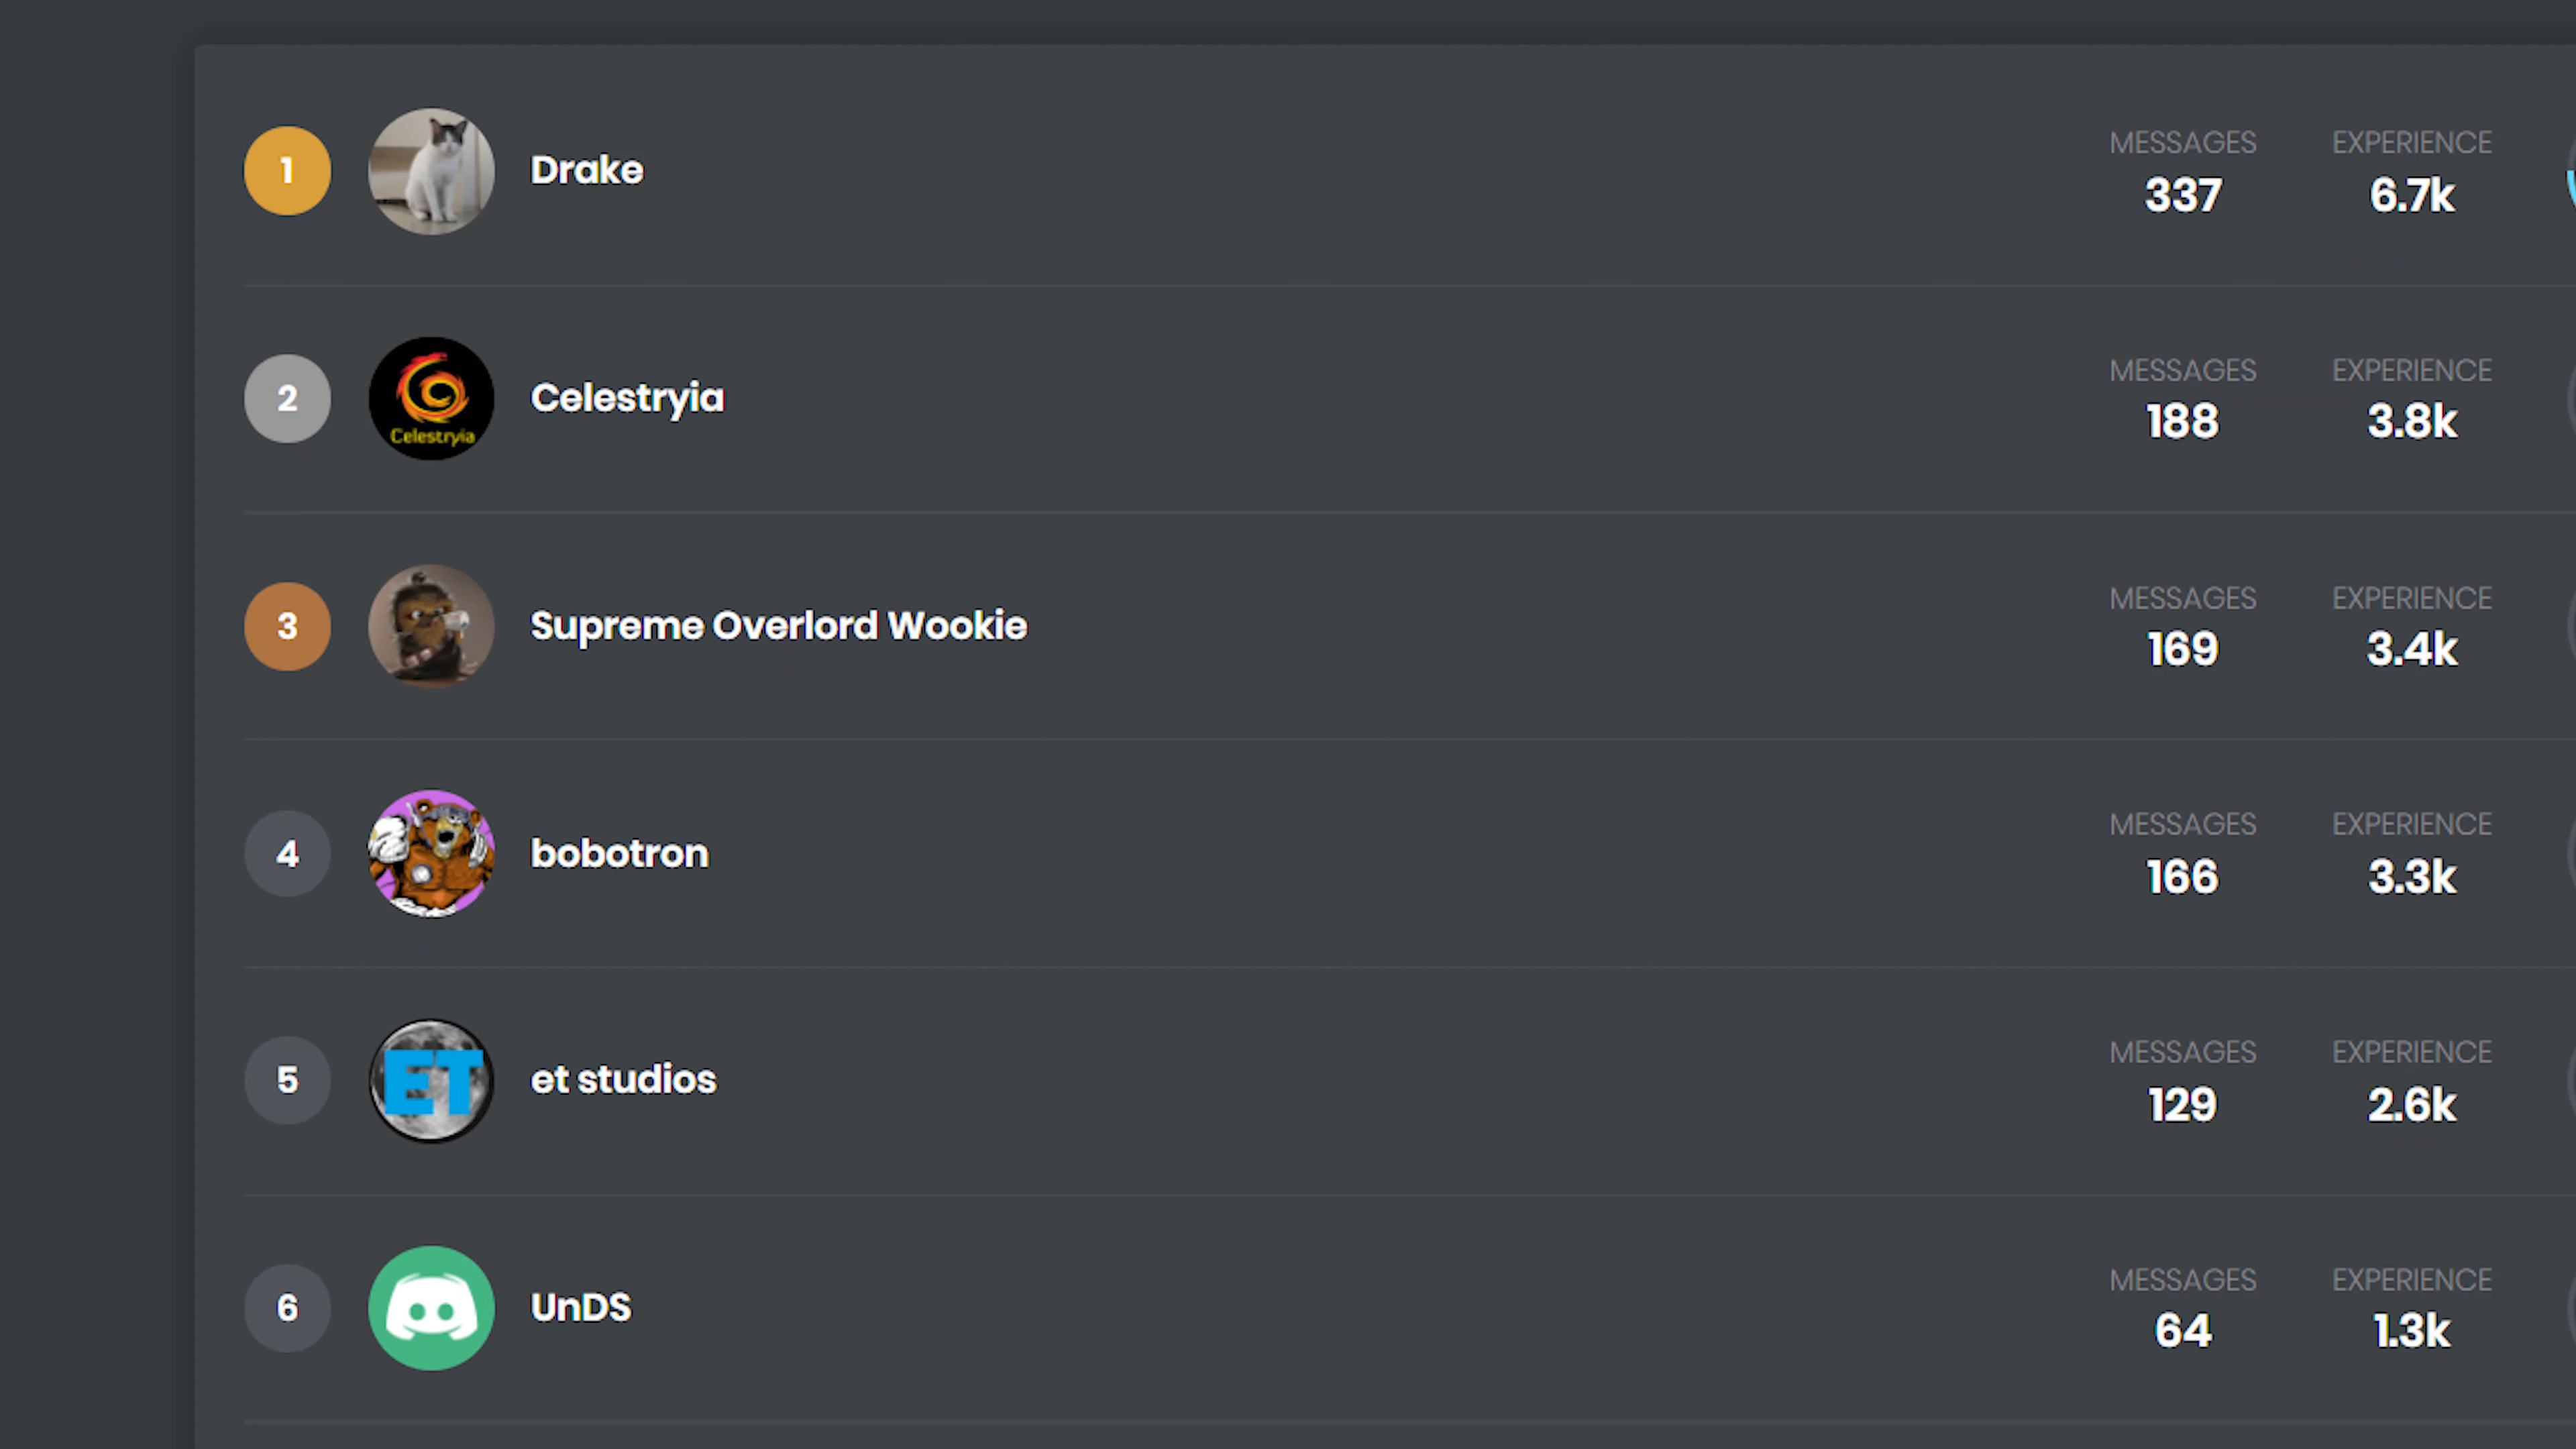 1
Drake
MESSAGES EXPERIENCE
337 6.7k
2
Celestryia
Celestryia
MESSAGES EXPERIENCE
188 3.8k
3
Supreme Overlord Wookie
MESSAGES EXPERIENCE
169 3.4k
4
bobotron
MESSAGES EXPERIENCE
166 3.3k
5
ET
et studios
MESSAGES EXPERIENCE
129 2.6k
6
UnDS
MESSAGES EXPERIENCE
64 1.3k